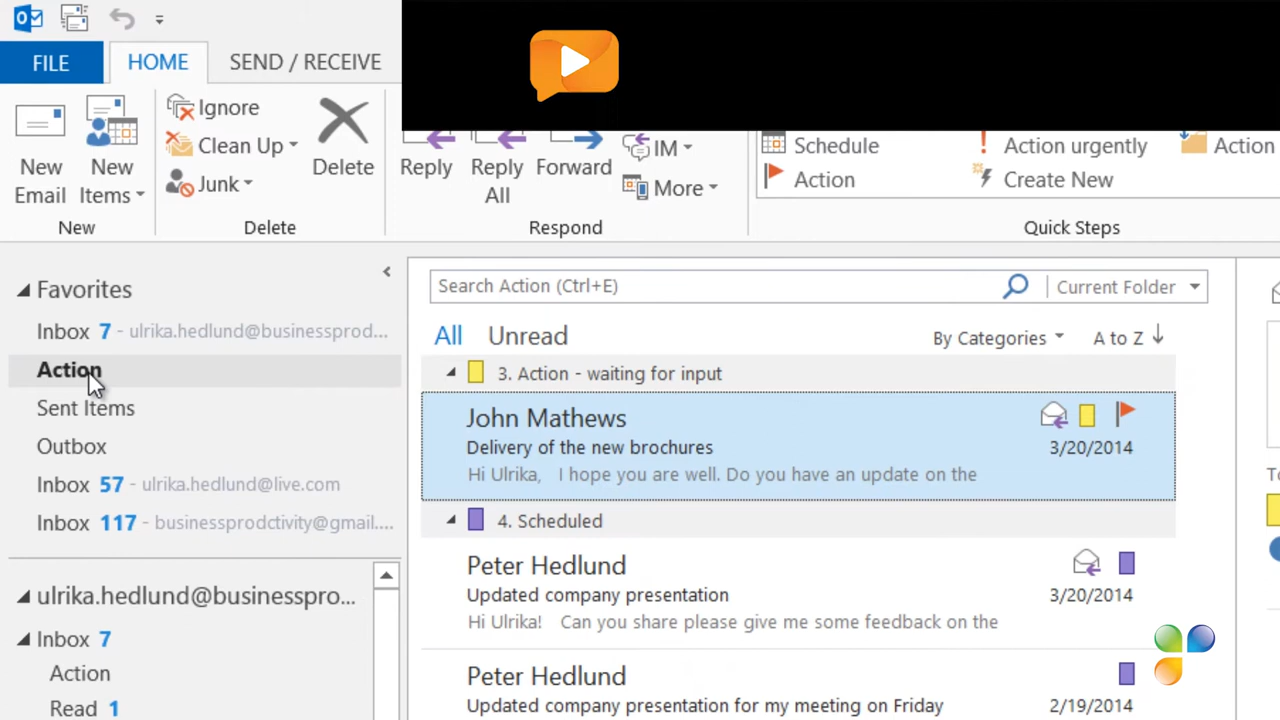 FILE HOME SEND / RECEIVE
New Email
New Items
Ignore
Clean Up
Junk
Delete
Reply
Reply All
Forward
IM
More
Schedule
Action
Action urgently
Create New
Action
New Delete Respond Quick Steps
Favorites
Inbox 7 - ulrika.hedlund@businessprod...
Action
Sent Items
Outbox
Inbox 57 - ulrika.hedlund@live.com
Inbox 117 - businessprodctivity@gmail....
ulrika.hedlund@businesspro...
Inbox 7
Action
Read 1
Search Action (Ctrl+E) Current Folder
All Unread By Categories A to Z
3. Action - waiting for input
John Mathews
Delivery of the new brochures 3/20/2014
Hi Ulrika, I hope you are well. Do you have an update on the
4. Scheduled
Peter Hedlund
Updated company presentation 3/20/2014
Hi Ulrika! Can you share please give me some feedback on the
Peter Hedlund
Updated company presentation for my meeting on Friday 2/19/2014